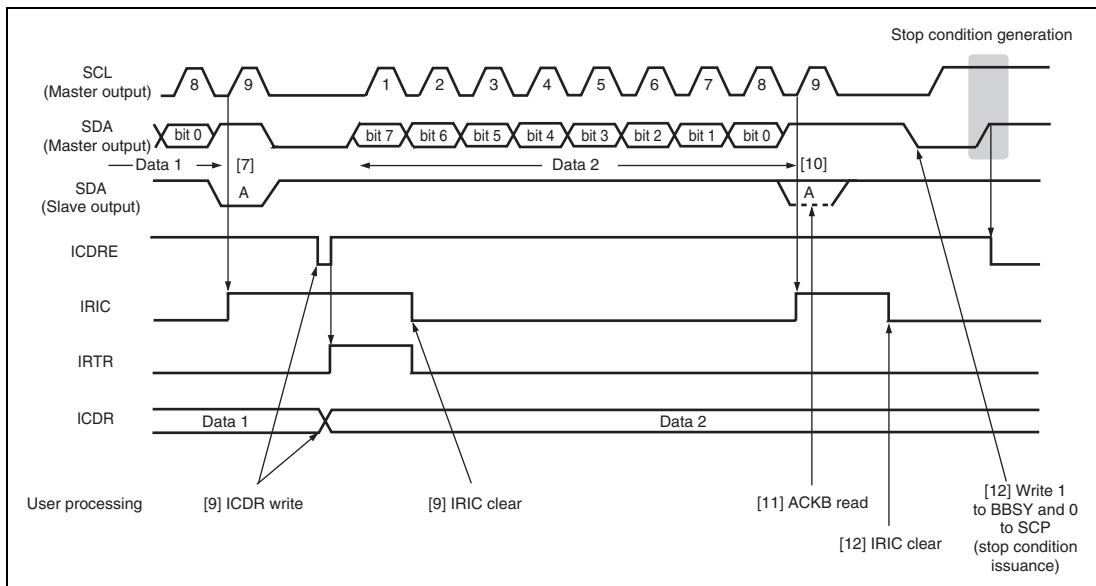 Stop condition generation
SCL
(Master output)
8 9 1 2 3 4 5 6 7 8 9
SDA
(Master output)
bit 0 bit 7 bit 6 bit 5 bit 4 bit 3 bit 2 bit 1 bit 0
Data 1 [7] Data 2 [10]
SDA
(Slave output)
A A
ICDRE
IRIC
IRTR
ICDR
Data 1 Data 2
User processing
[9] ICDR write
[9] IRIC clear
[11] ACKB read
[12] IRIC clear
[12] Write 1
to BBSY and 0
to SCP
(stop condition
issuance)